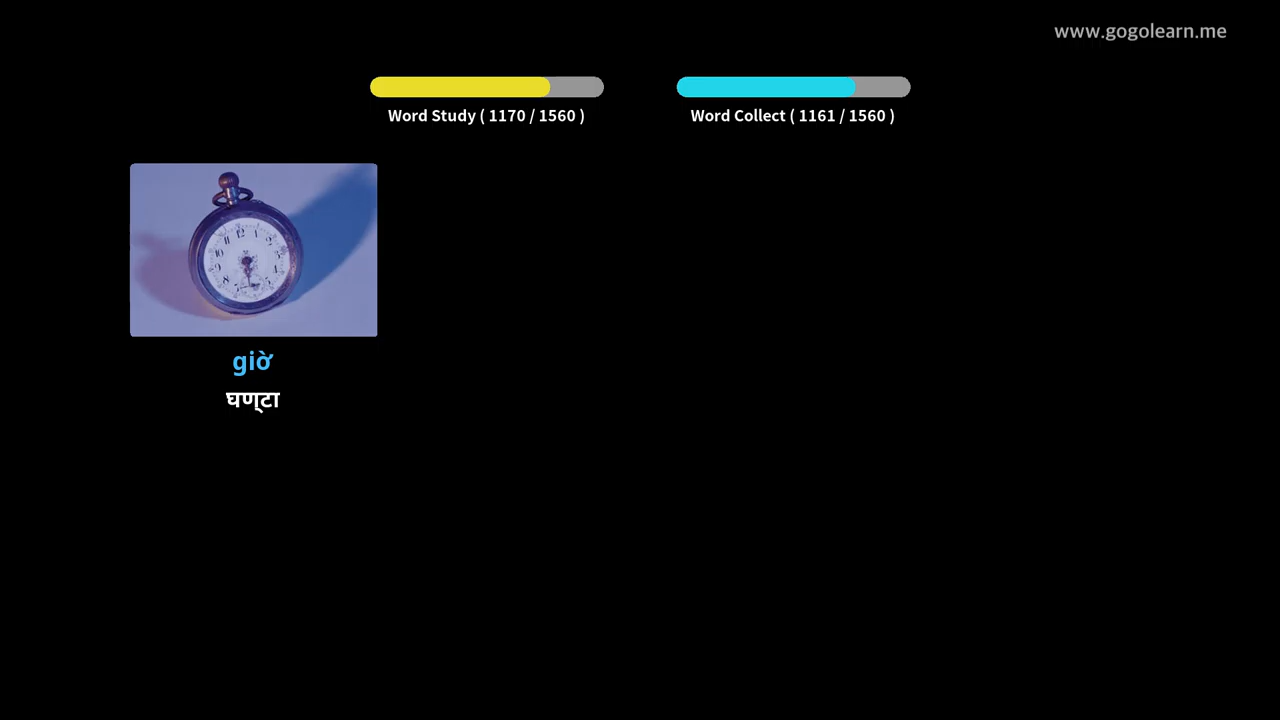 www.gogolearn.me
Word Study ( 1170 / 1560 )
Word Collect ( 1161 / 1560 )
giờ
घण्टा